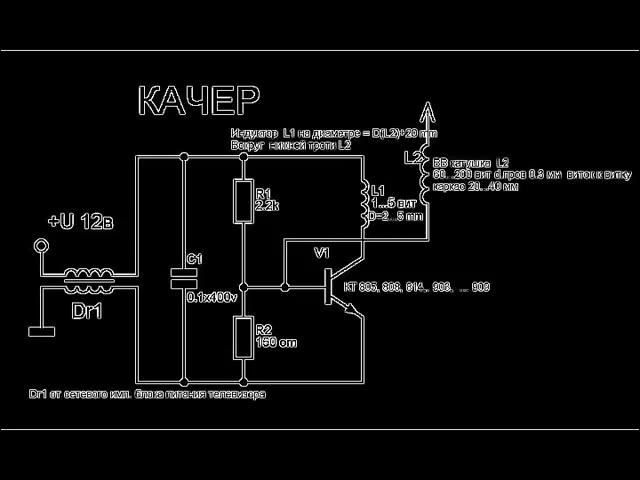 КАЧЕР
Индуктор L1 на диаметре = D(L2)+20 mm
Вокруг нижней трети L2
L2
ВВ катушка L2
60...200 вит d.пров 0.3 мм виток к витку
каркас 20...40 мм
R1
2.2k
L1
1...5 вит
D=2...5 mm
+U 12в
V1
C1
0.1x400v
КТ 805, 808, 814... 903, ... 909
Dr1
R2
150 om
Dr1 от сетевого имп. блока питания телевизора